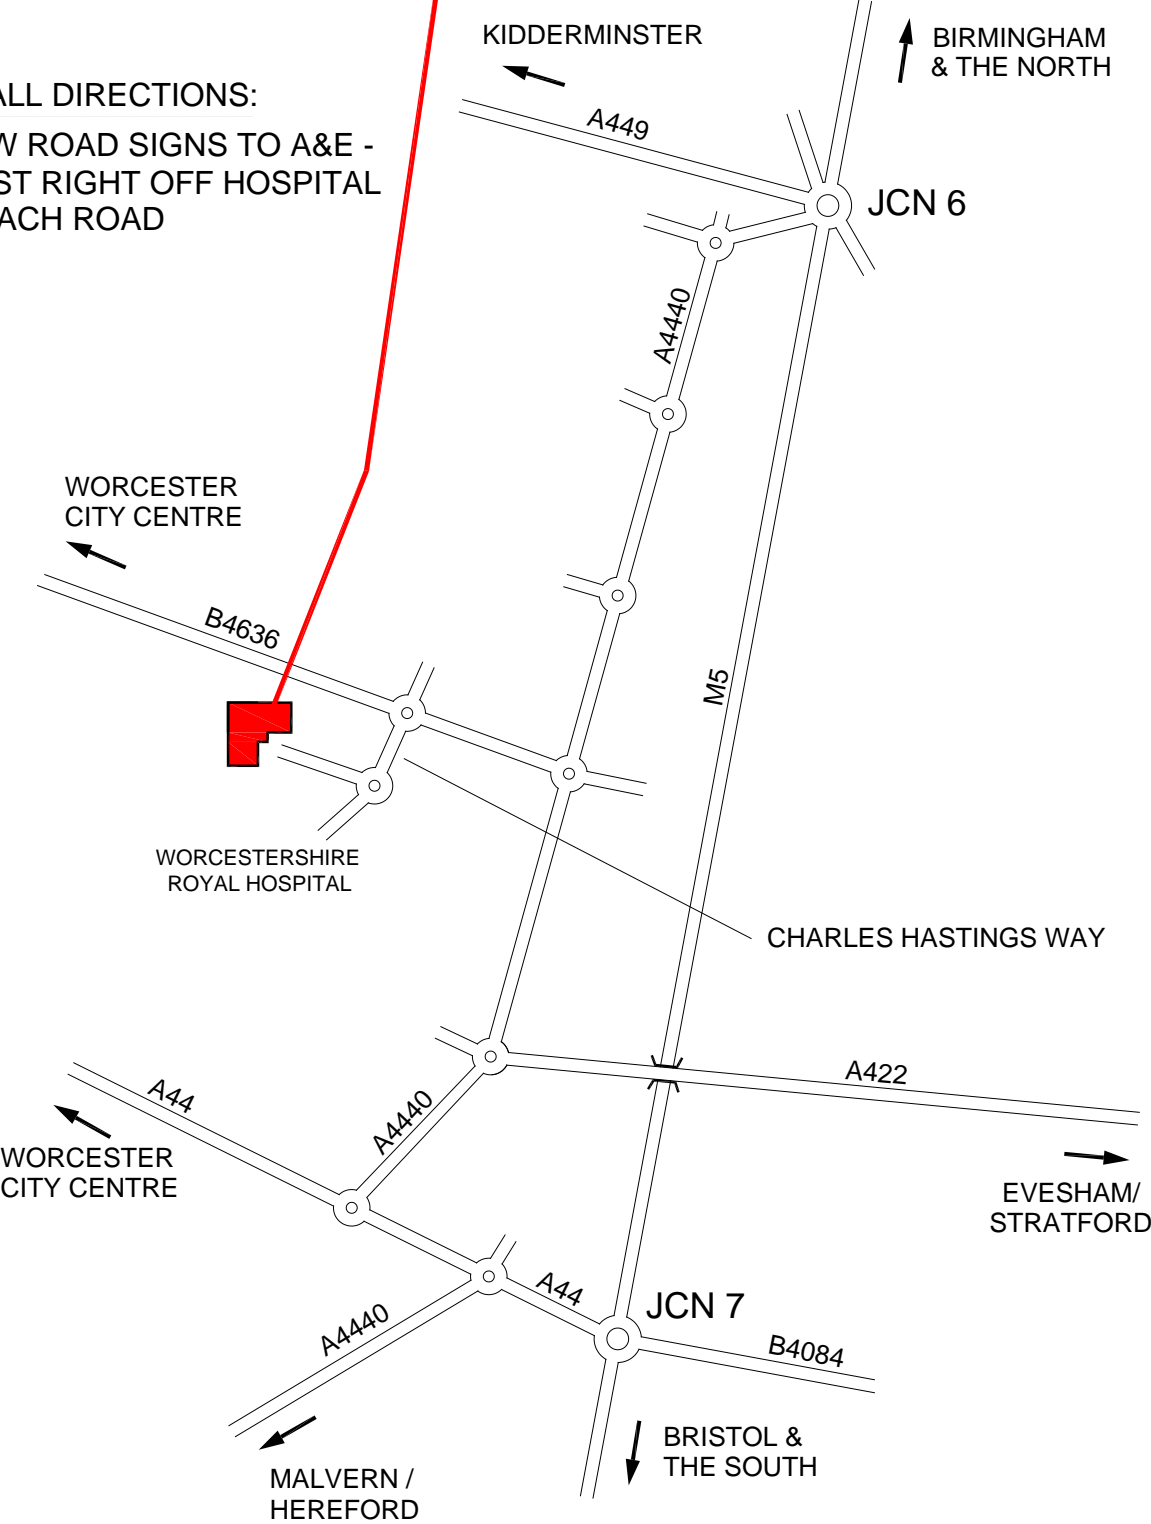 KIDDERMINSTER
BIRMINGHAM
& THE NORTH
ALL DIRECTIONS:
A449
W ROAD SIGNS TO A&E -
ST RIGHT OFF HOSPITAL
ACH ROAD
JCN 6
A4440
WORCESTER
CITY CENTRE
B4636
M5
WORCESTERSHIRE
ROYAL HOSPITAL
CHARLES HASTINGS WAY
A422
A44
A4440
WORCESTER
CITY CENTRE
EVESHAM/
STRATFORD
A44
JCN 7
A4440
B4084
BRISTOL &
THE SOUTH
MALVERN /
HEREFORD